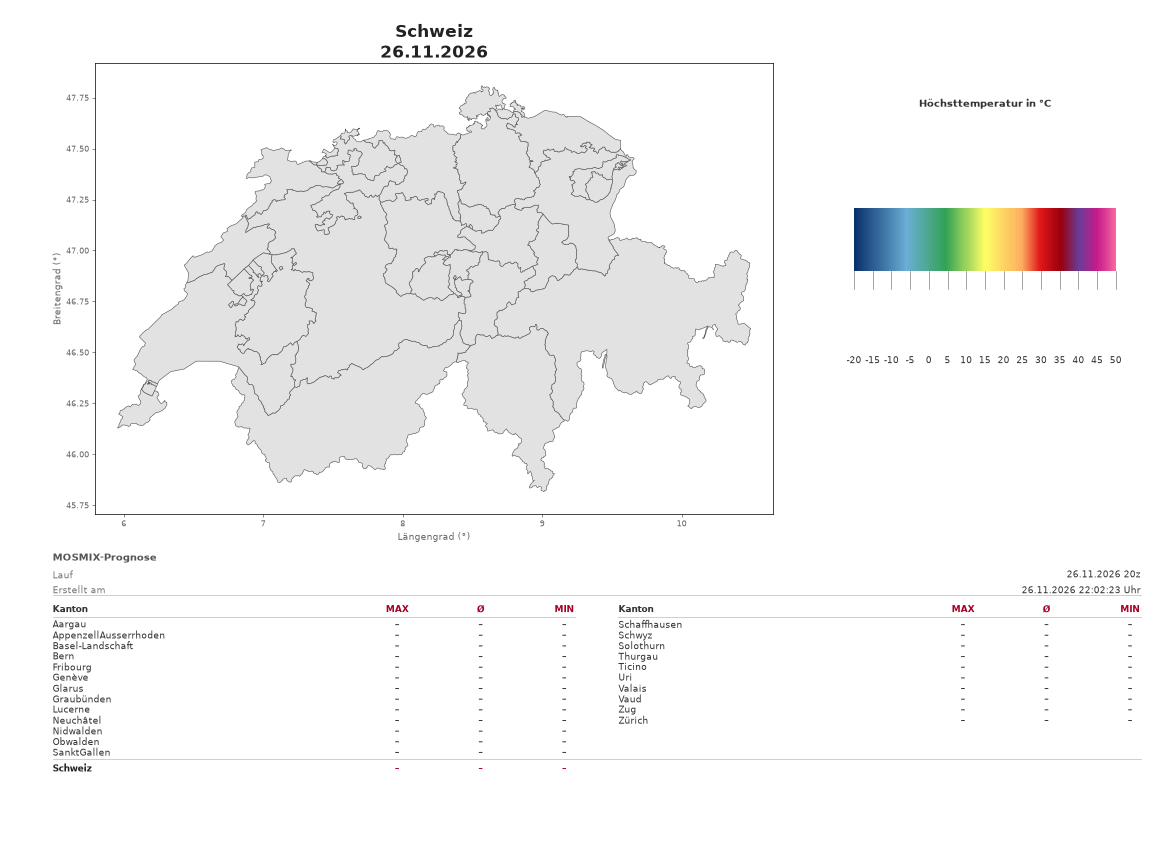 Schweiz
26.11.2026
Höchsttemperatur in °C
47.75
47.50
47.25
47.00
46.75
46.50
46.25
46.00
45.75
Breitengrad (°)
6 7 8 9 10
Längengrad (°)
-20 -15 -10 -5 0 5 10 15 20 25 30 35 40 45 50
MOSMIX-Prognose
Lauf 26.11.2026 20z
Erstellt am 26.11.2026 22:02:23 Uhr
Kanton MAX Ø MIN Kanton MAX Ø MIN
Aargau – – – Schaffhausen – – –
AppenzellAusserrhoden – – – Schwyz – – –
Basel-Landschaft – – – Solothurn – – –
Bern – – – Thurgau – – –
Fribourg – – – Ticino – – –
Genève – – – Uri – – –
Glarus – – – Valais – – –
Graubünden – – – Vaud – – –
Lucerne – – – Zug – – –
Neuchâtel – – – Zürich – – –
Nidwalden – – –
Obwalden – – –
SanktGallen – – –
Schweiz – – –